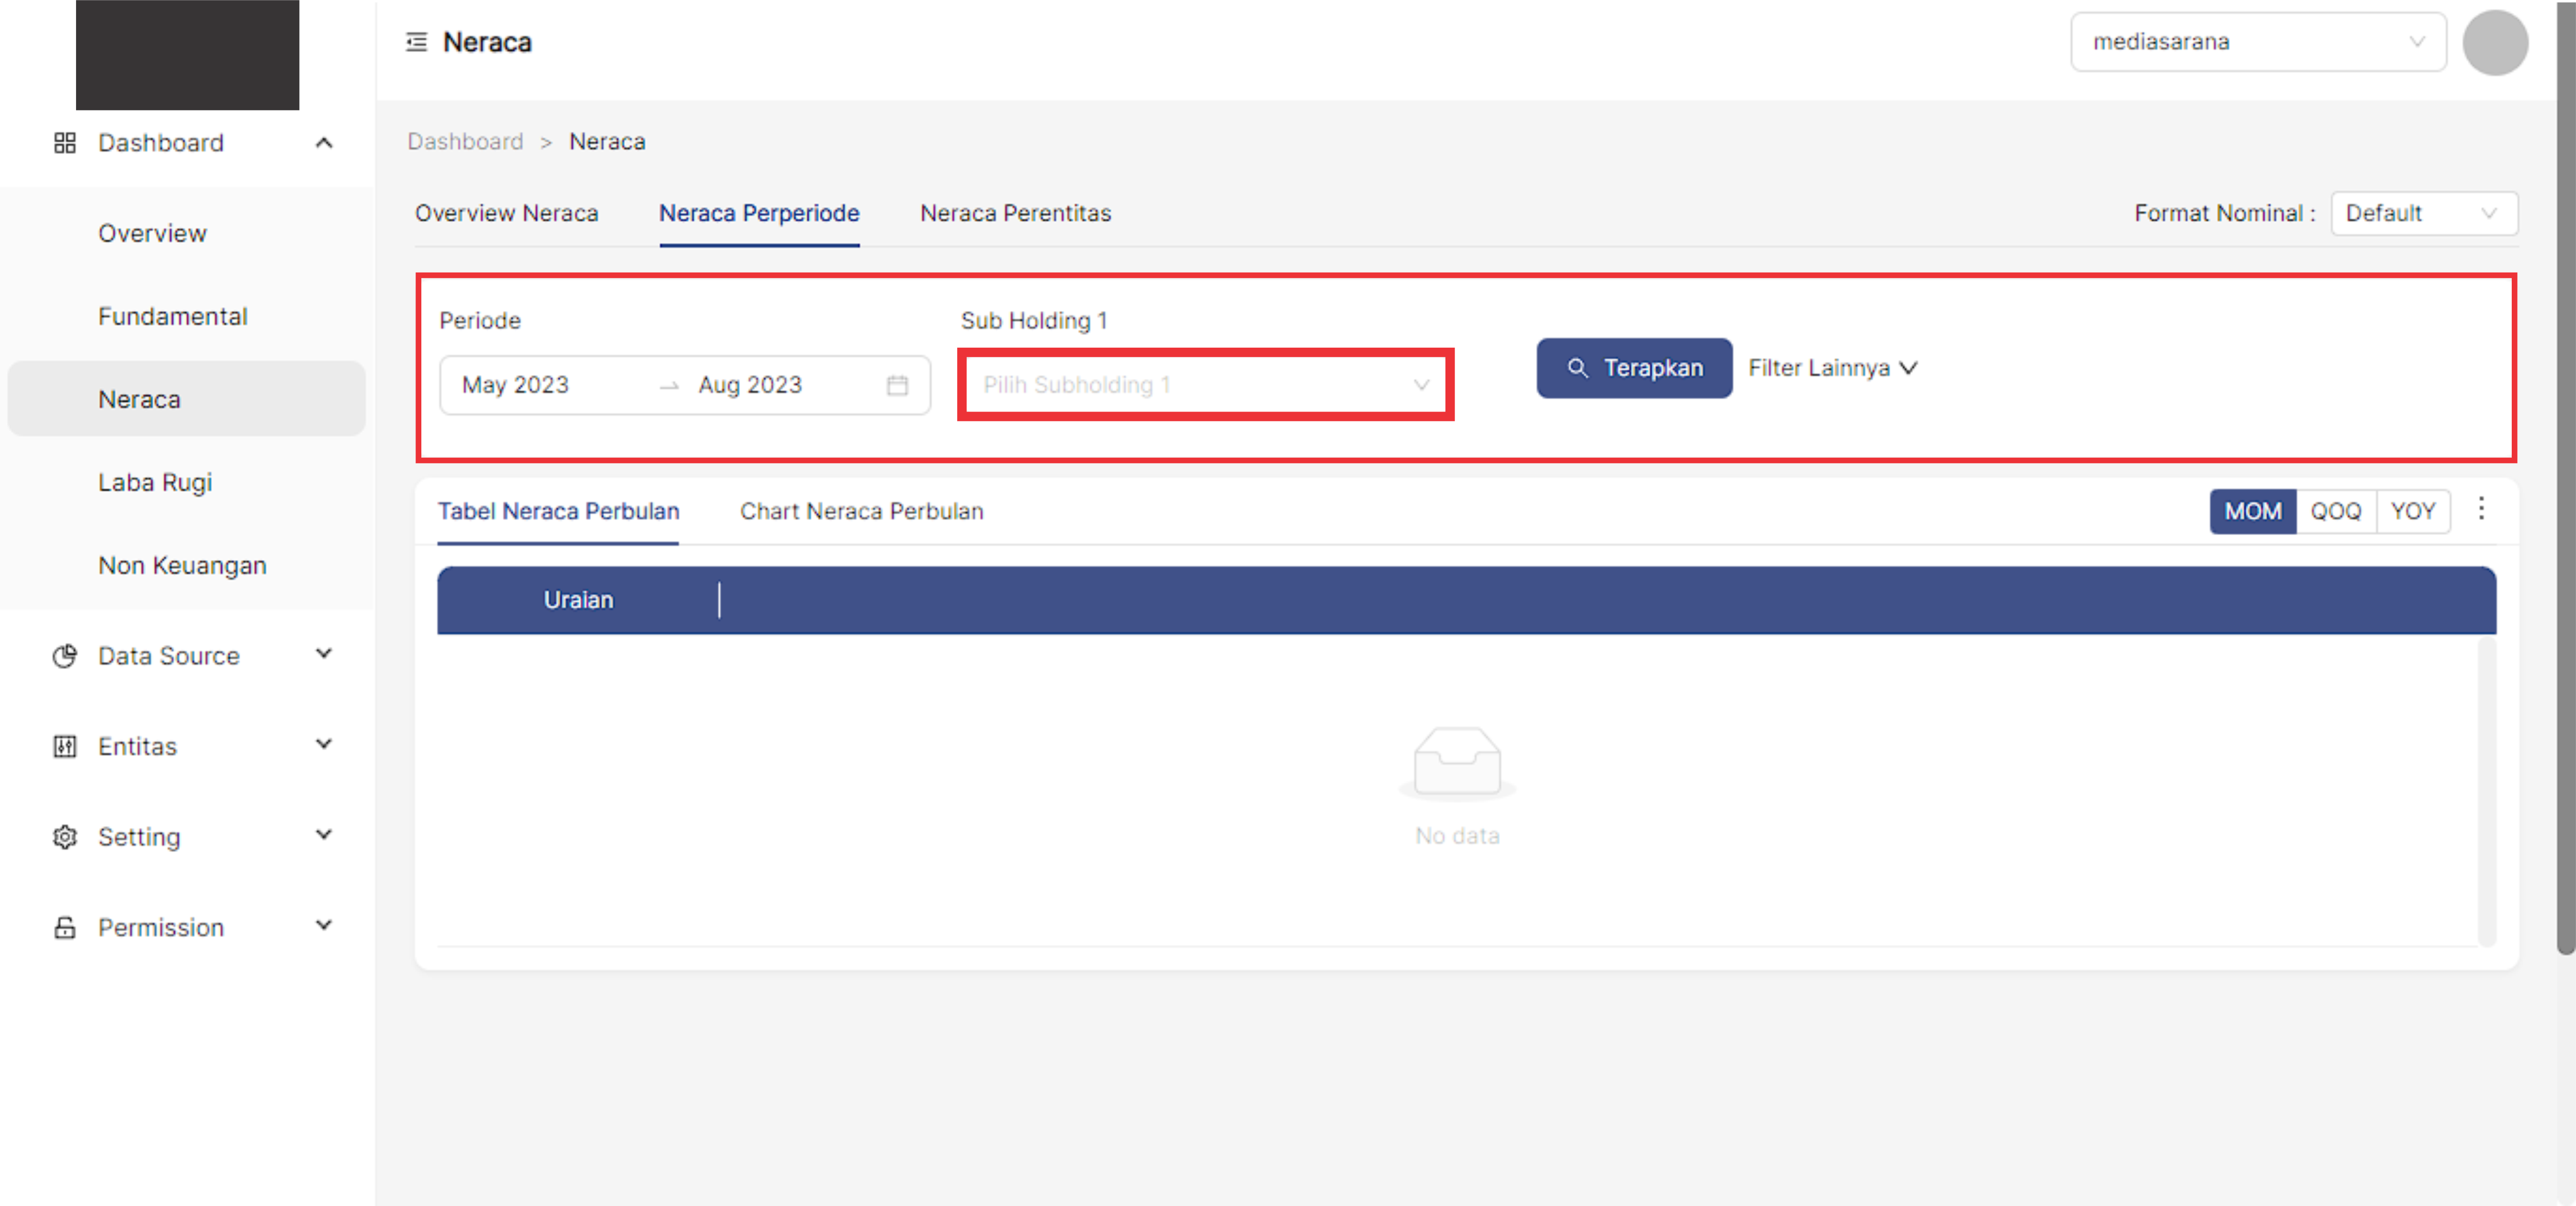 Neraca
mediasarana
Dashboard
Overview
Fundamental
Neraca
Laba Rugi
Non Keuangan
Data Source
Entitas
Setting
Permission
Dashboard > Neraca
Overview Neraca Neraca Perperiode Neraca Perentitas Format Nominal : Default
Periode Sub Holding 1
May 2023 → Aug 2023 Pilih Subholding 1 Terapkan Filter Lainnya
Tabel Neraca Perbulan Chart Neraca Perbulan MOM QOQ YOY
Uraian
No data